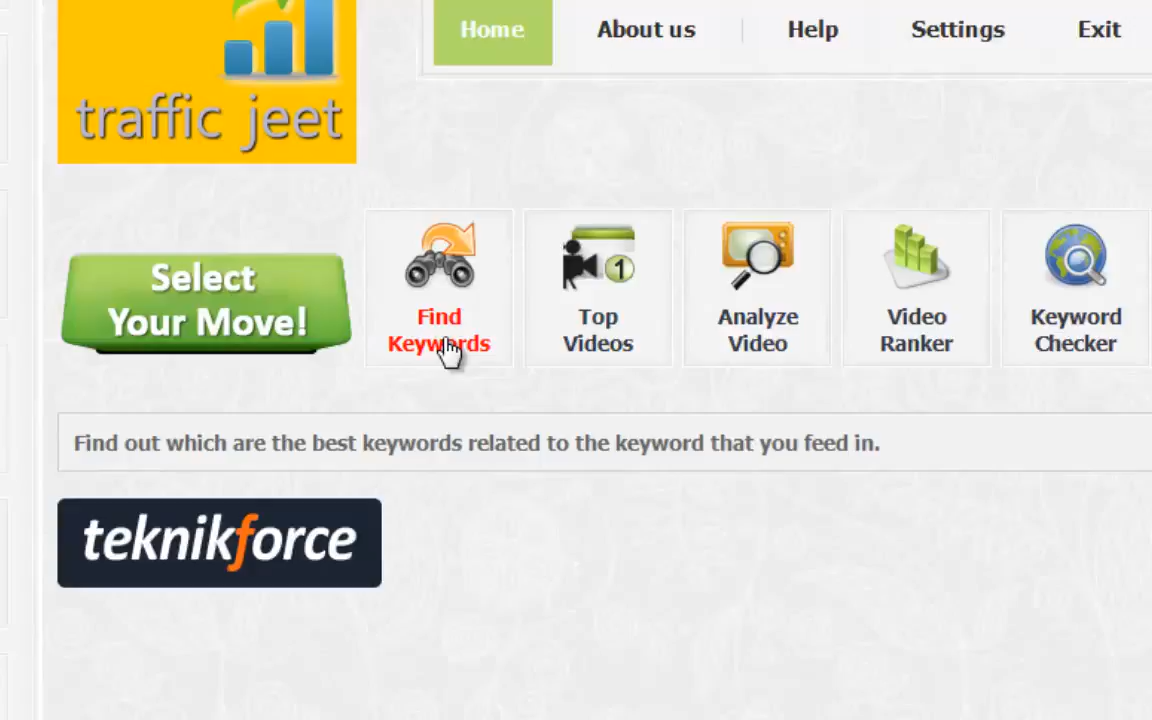 Home About us Help Settings Exit
traffic jeet
Select
Your Move!
Find
Keywords
Top
Videos
1
Analyze
Video
Video
Ranker
Keyword
Checker
Find out which are the best keywords related to the keyword that you feed in.
teknikforce